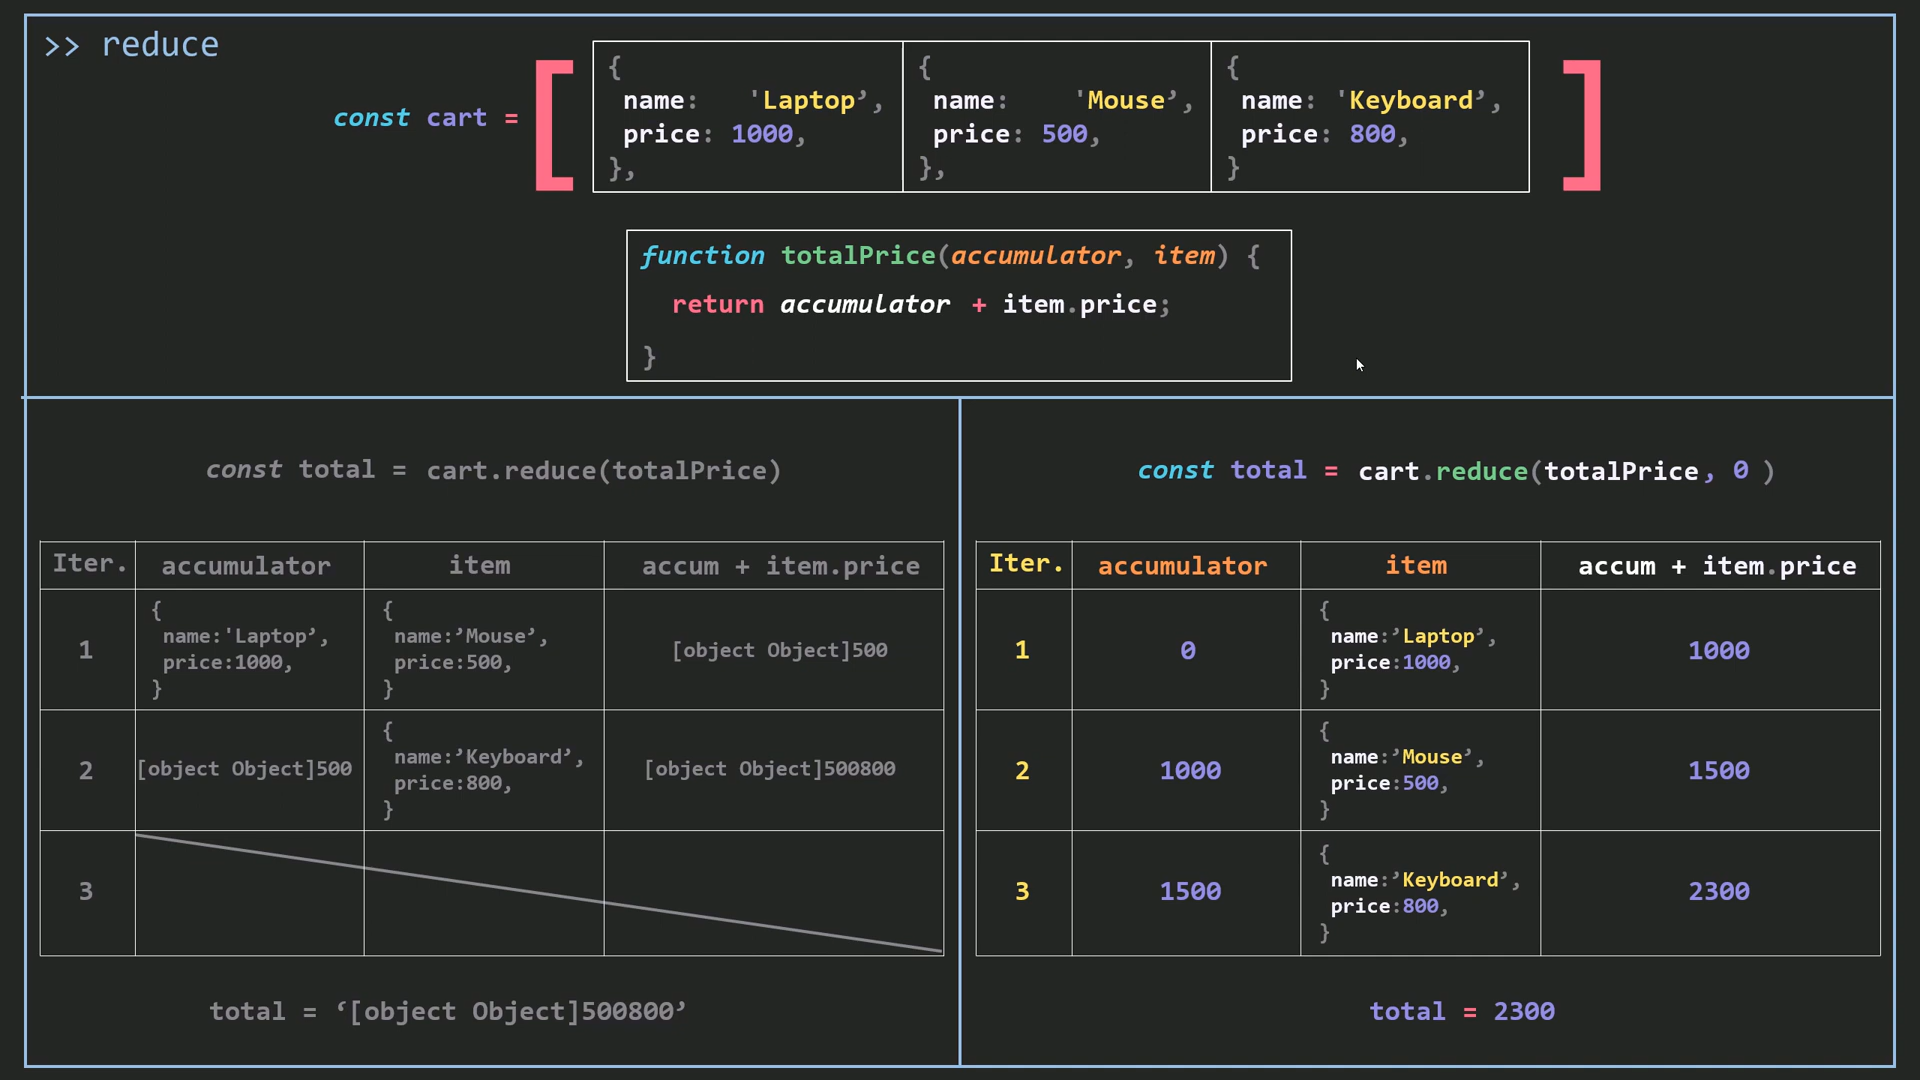 >> reduce
const cart = [
{
name: 'Laptop’,
price: 1000,
},
{
name: 'Mouse’,
price: 500,
},
{
name: 'Keyboard’,
price: 800,
}
]
function totalPrice(accumulator, item) {
return accumulator + item.price;
}
const total = cart.reduce(totalPrice)
Iter. accumulator item accum + item.price
1
{
name:'Laptop’,
price:1000,
}
{
name:’Mouse’,
price:500,
}
[object Object]500
2
[object Object]500
{
name:’Keyboard’,
price:800,
}
[object Object]500800
3
total = ‘[object Object]500800’
const total = cart.reduce(totalPrice, 0 )
Iter. accumulator item accum + item.price
1
0
{
name:’Laptop’,
price:1000,
}
1000
2
1000
{
name:’Mouse’,
price:500,
}
1500
3
1500
{
name:’Keyboard’,
price:800,
}
2300
total = 2300